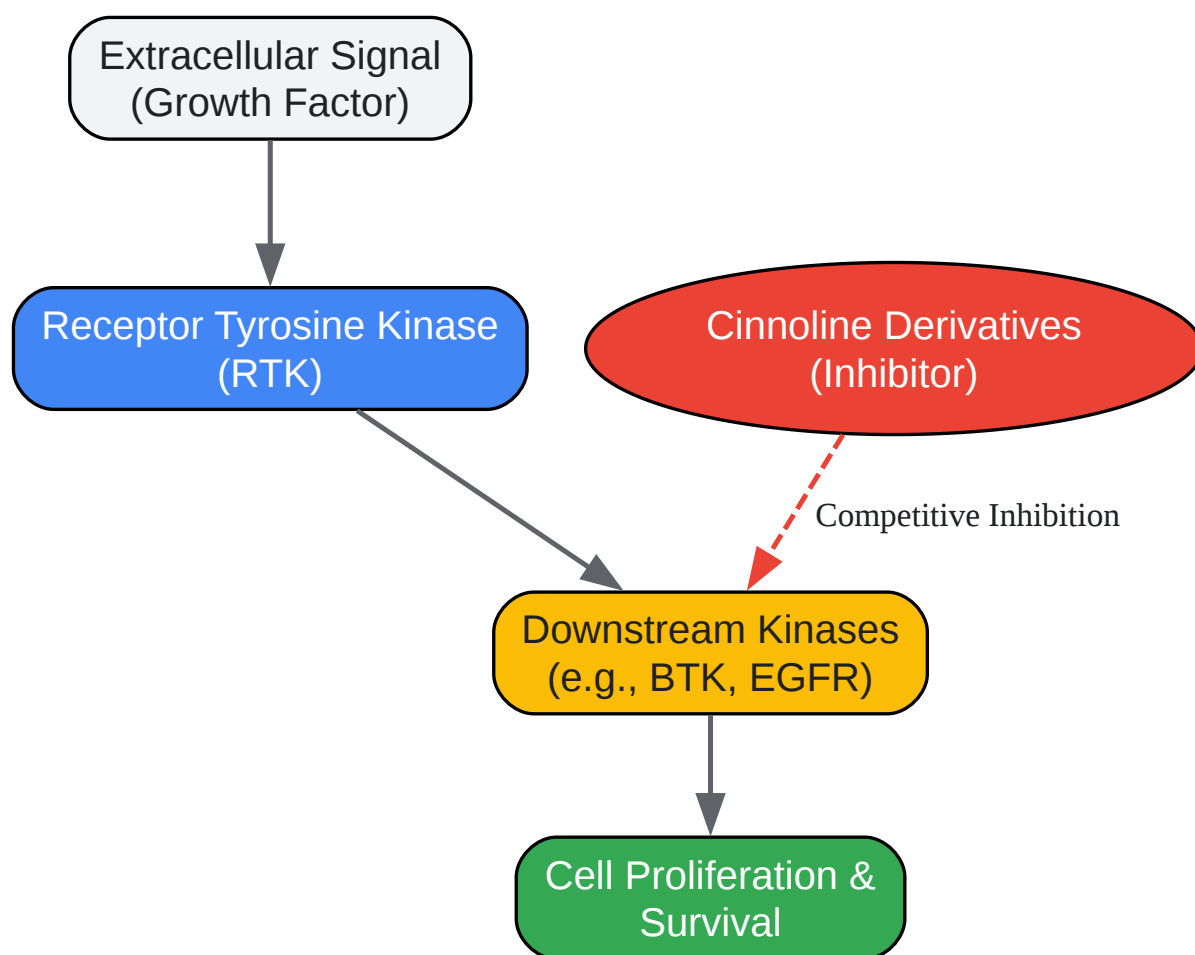 Extracellular Signal
(Growth Factor)
Receptor Tyrosine Kinase
(RTK)
Cinnoline Derivatives
(Inhibitor)
Competitive Inhibition
Downstream Kinases
(e.g., BTK, EGFR)
Cell Proliferation &
Survival